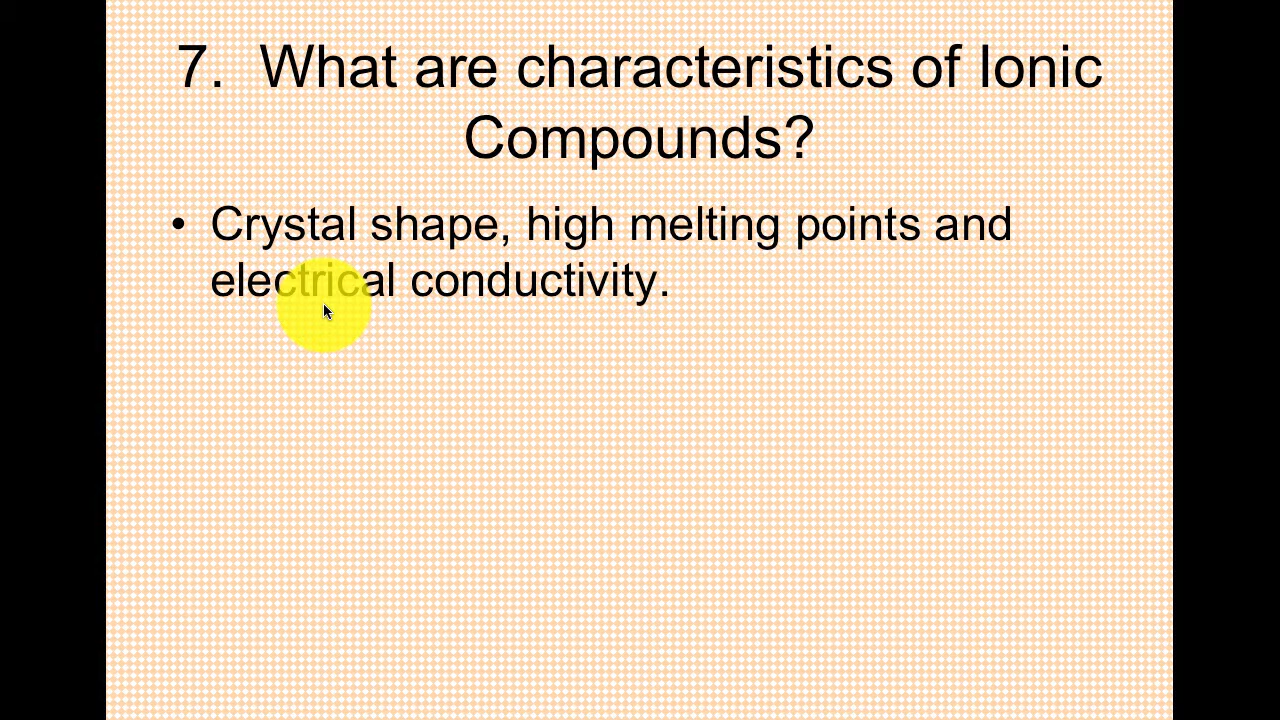 7. What are characteristics of Ionic
Compounds?
• Crystal shape, high melting points and
electrical conductivity.